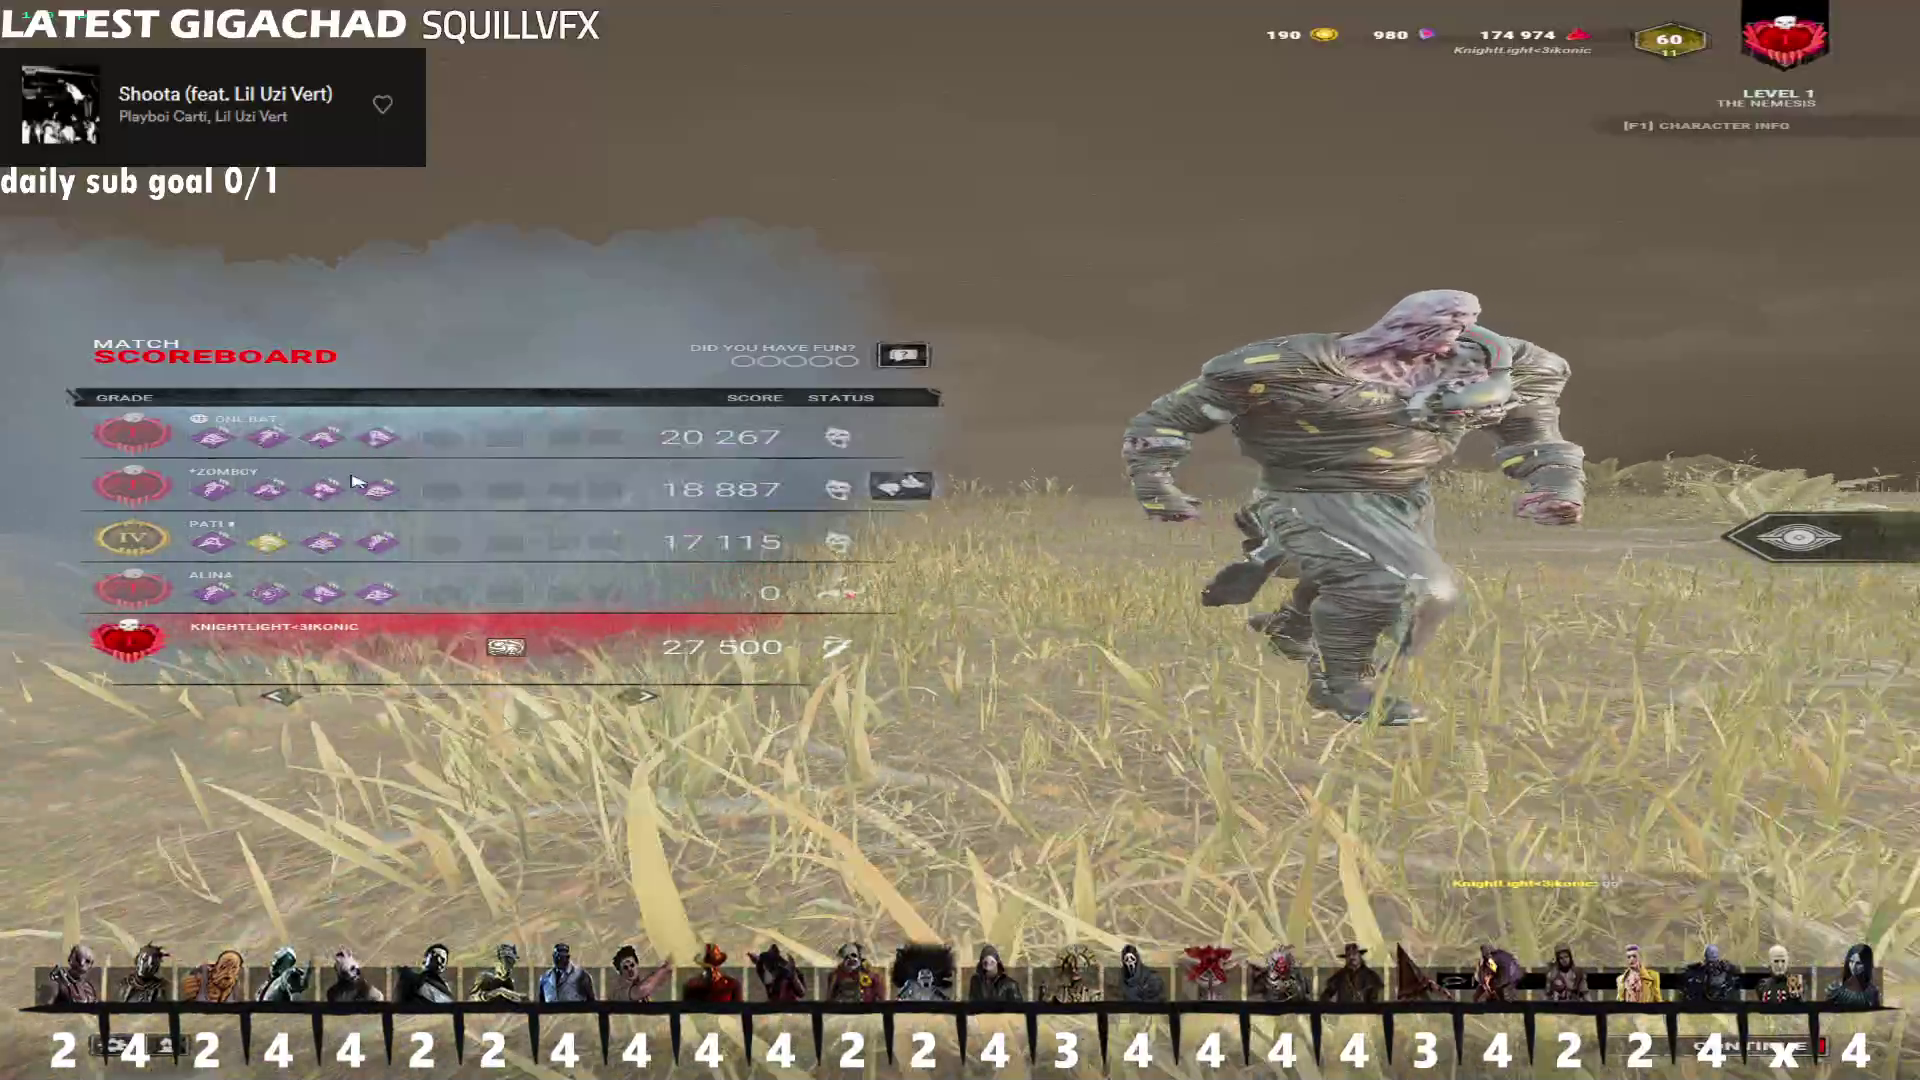 LATEST GIGACHAD SQUILLVFX
Shoota (feat. Lil Uzi Vert)
Playboi Carti, Lil Uzi Vert
daily sub goal 0/1
190 980 174 974
KnightLight<3ikonic
60
11
LEVEL 1
THE NEMESIS
[F1] CHARACTER INFO
MATCH
SCOREBOARD
DID YOU HAVE FUN?
GRADE SCORE STATUS
20 267
*ZOMBOY
18 887
IV
PATI
17 115
ALINA
0
KNIGHTLIGHT<3IKONIC
27 500
KnightLight<3ikonic:
2 4 2 4 4 2 2 4 4 4 4 2 2 4 3 4 4 4 4 3 4 2 2 4 x 4